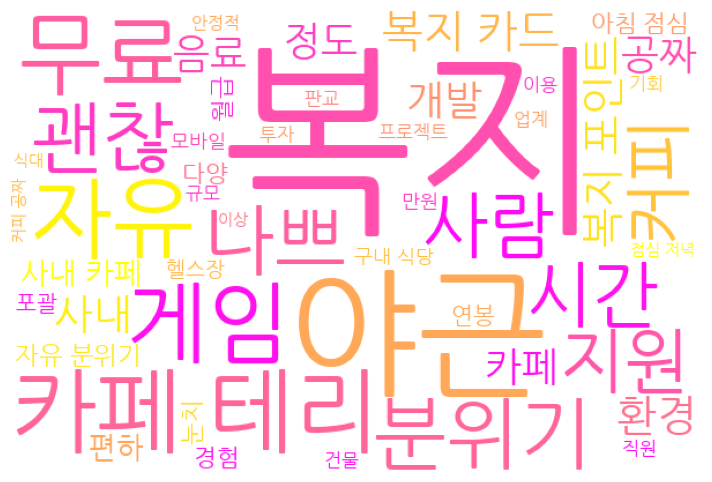 안정적
무료
음료
정도
복지 카드
아침 점심
공짜
복지
괜찮
월급
판교
개발
이용
기회
모바일
투자
프로젝트
업계
복지 포인트
커피
식대
다양
규모
자유
커피 공짜
이상
나쁘
만원
사람
점심 저녁
사내 카페
헬스장
구내 식당
포괄
사내
게임
야근
연봉
시간
자유 분위기
카페
지원
카페 테리
분위기
환경
눈치
편하
경험
건물
직원